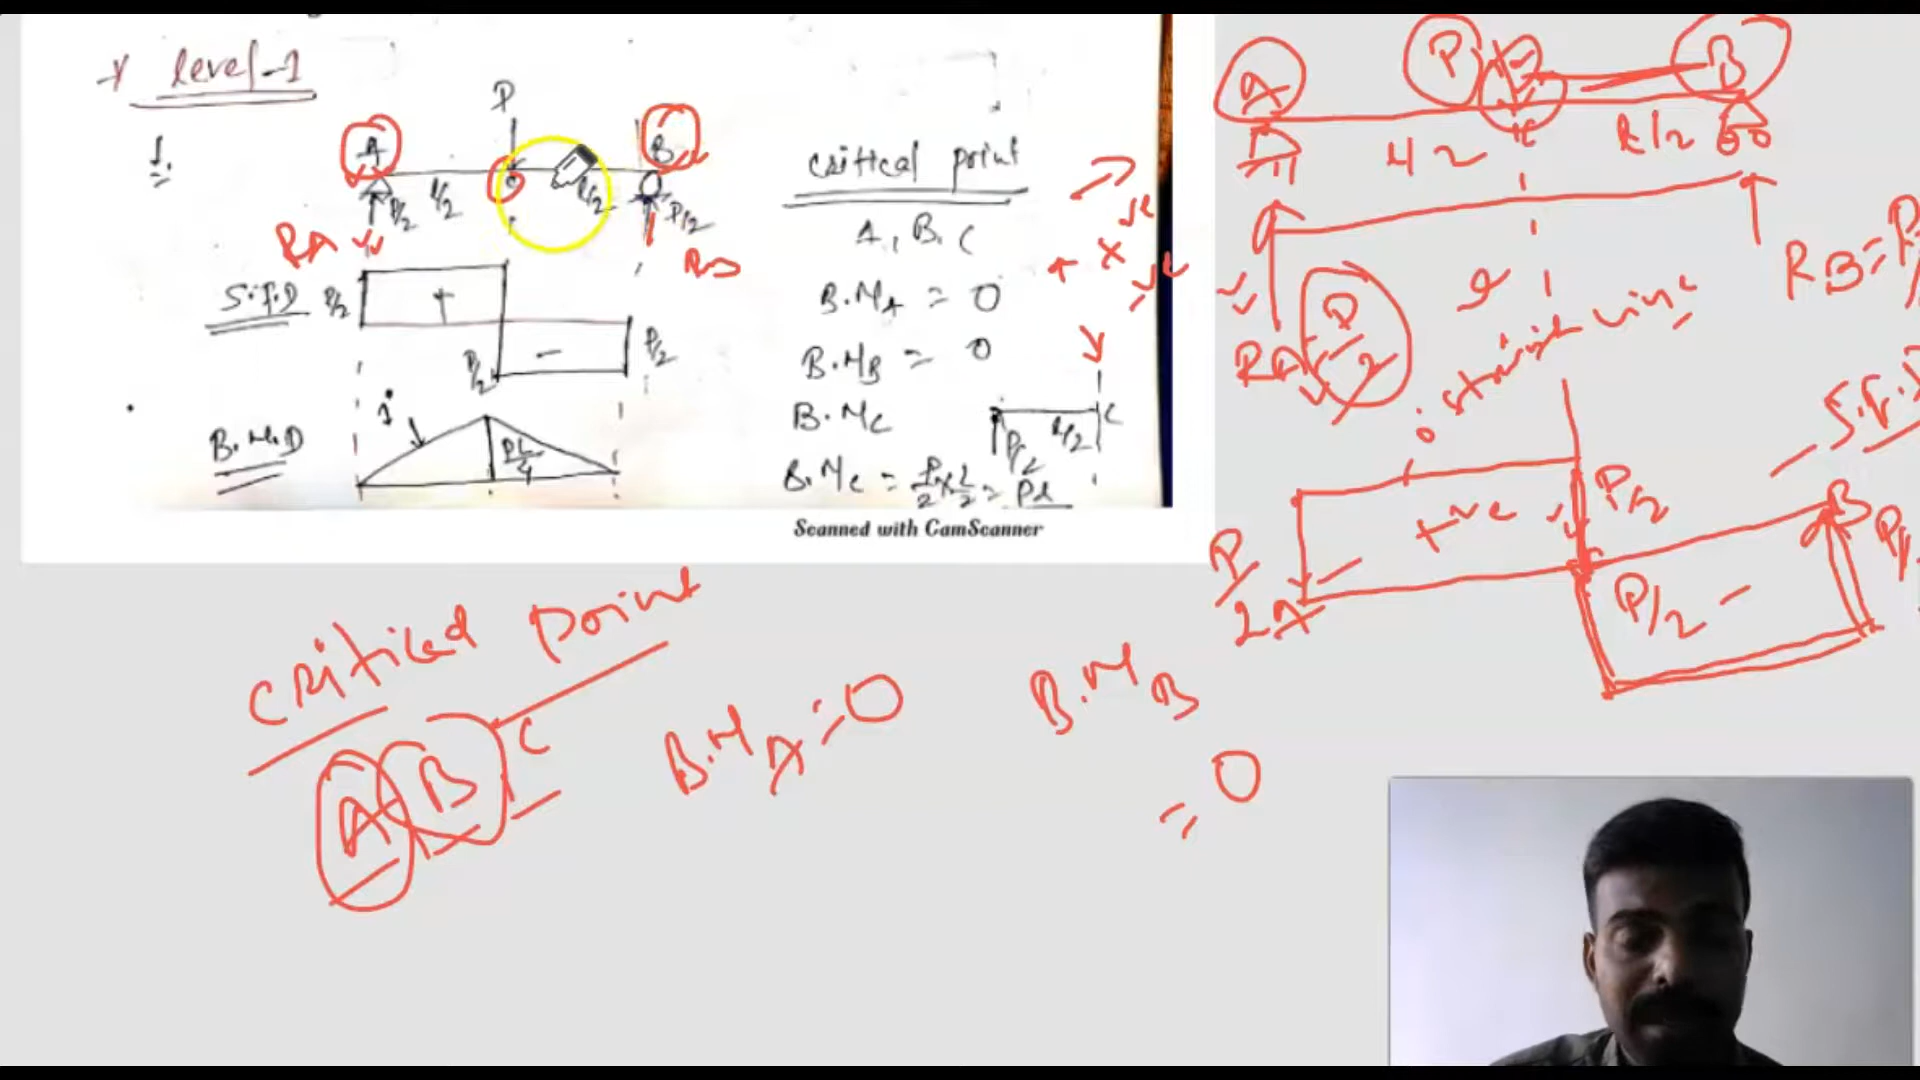 level-1
1.
P
A
B
P/2
l/2
l/2
P/2
RA
S.F.D
P/2
+
P/2
-
P/2
B.M.D
1°
PL/4
critical point
A, B, C
B.MA = 0
B.MB = 0
B.MC
P/2
l/2
C
B.MC = P/2 x L/2 = Pl
Scanned with CamScanner
A
P
B
l/2
RA
P/2
RB = P
straight line
S.F.
P/2
+ve
P/2
A
P/2 -
B
critical point
A B C
B.MA = 0
B.MB
= 0